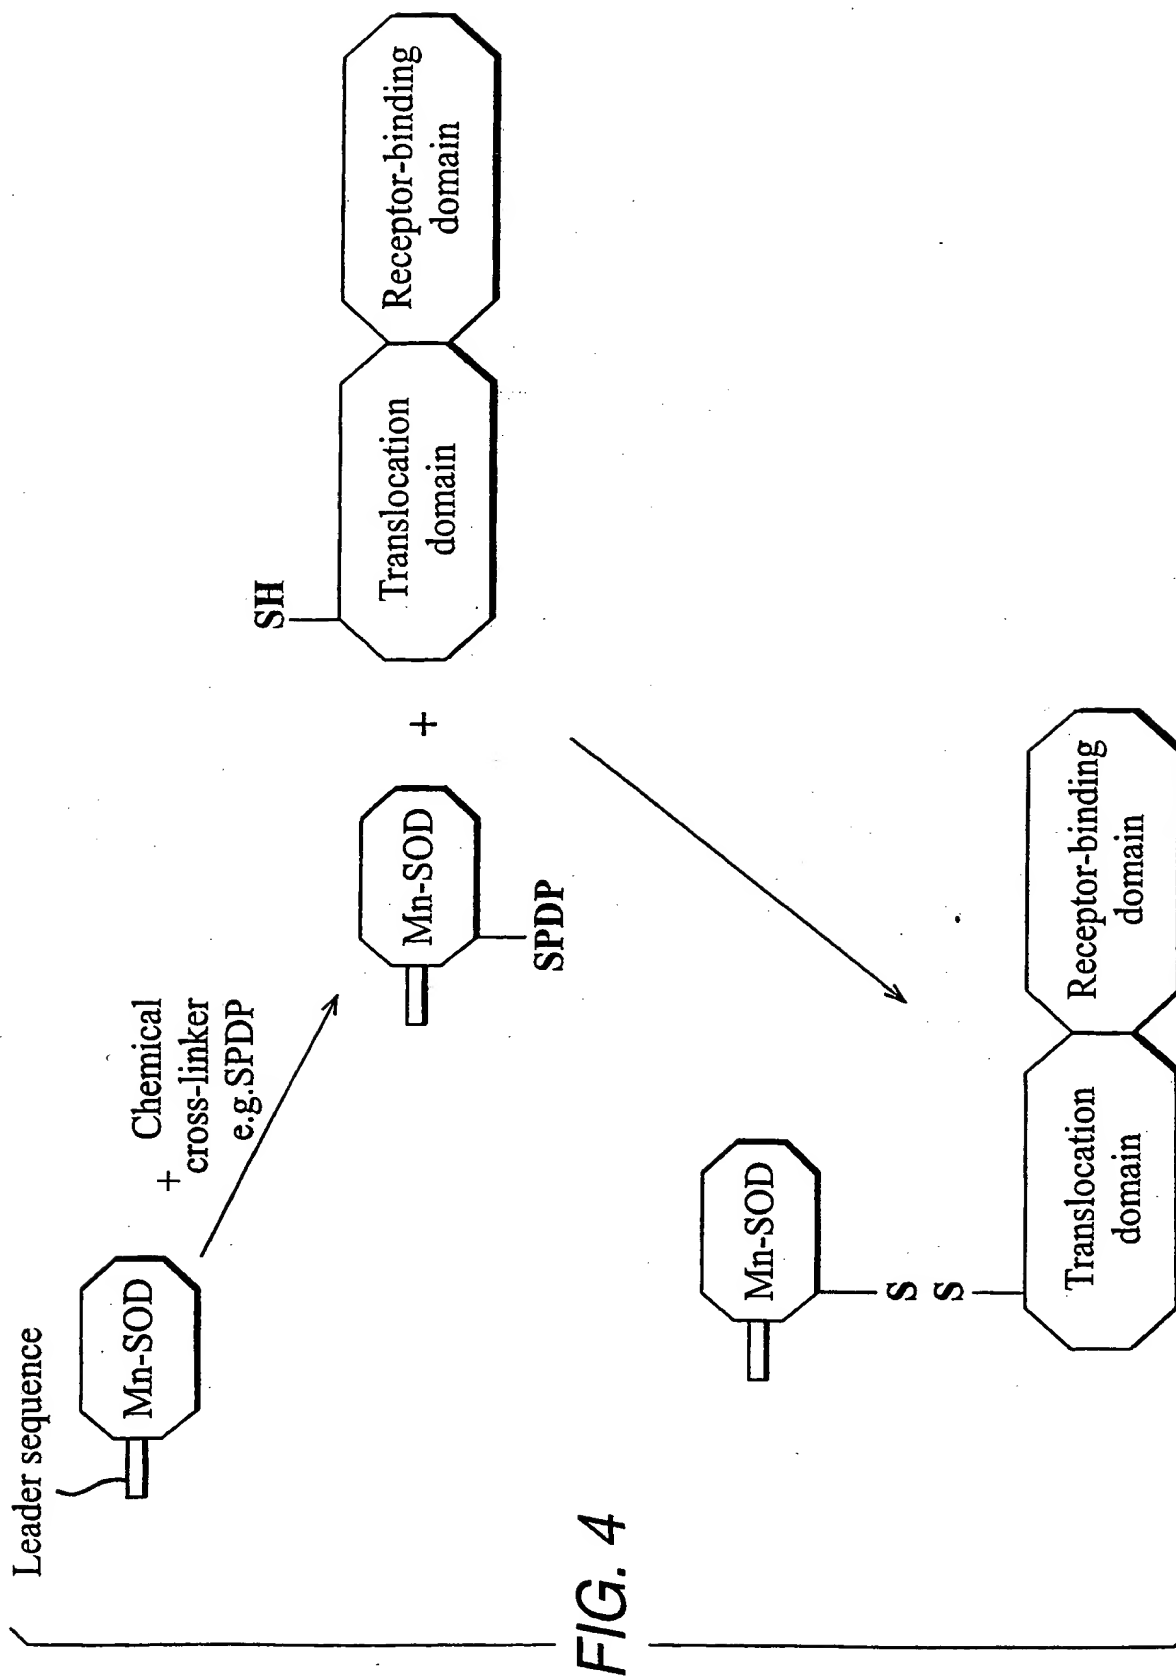 Leader sequence
Mn-SOD
+
Chemical
cross-linker
e.g.SPDP
Mn-SOD
SPDP
+
SH
Translocation
domain
Receptor-binding
domain
Mn-SOD
S
S
Translocation
domain
Receptor-binding
domain
FIG. 4